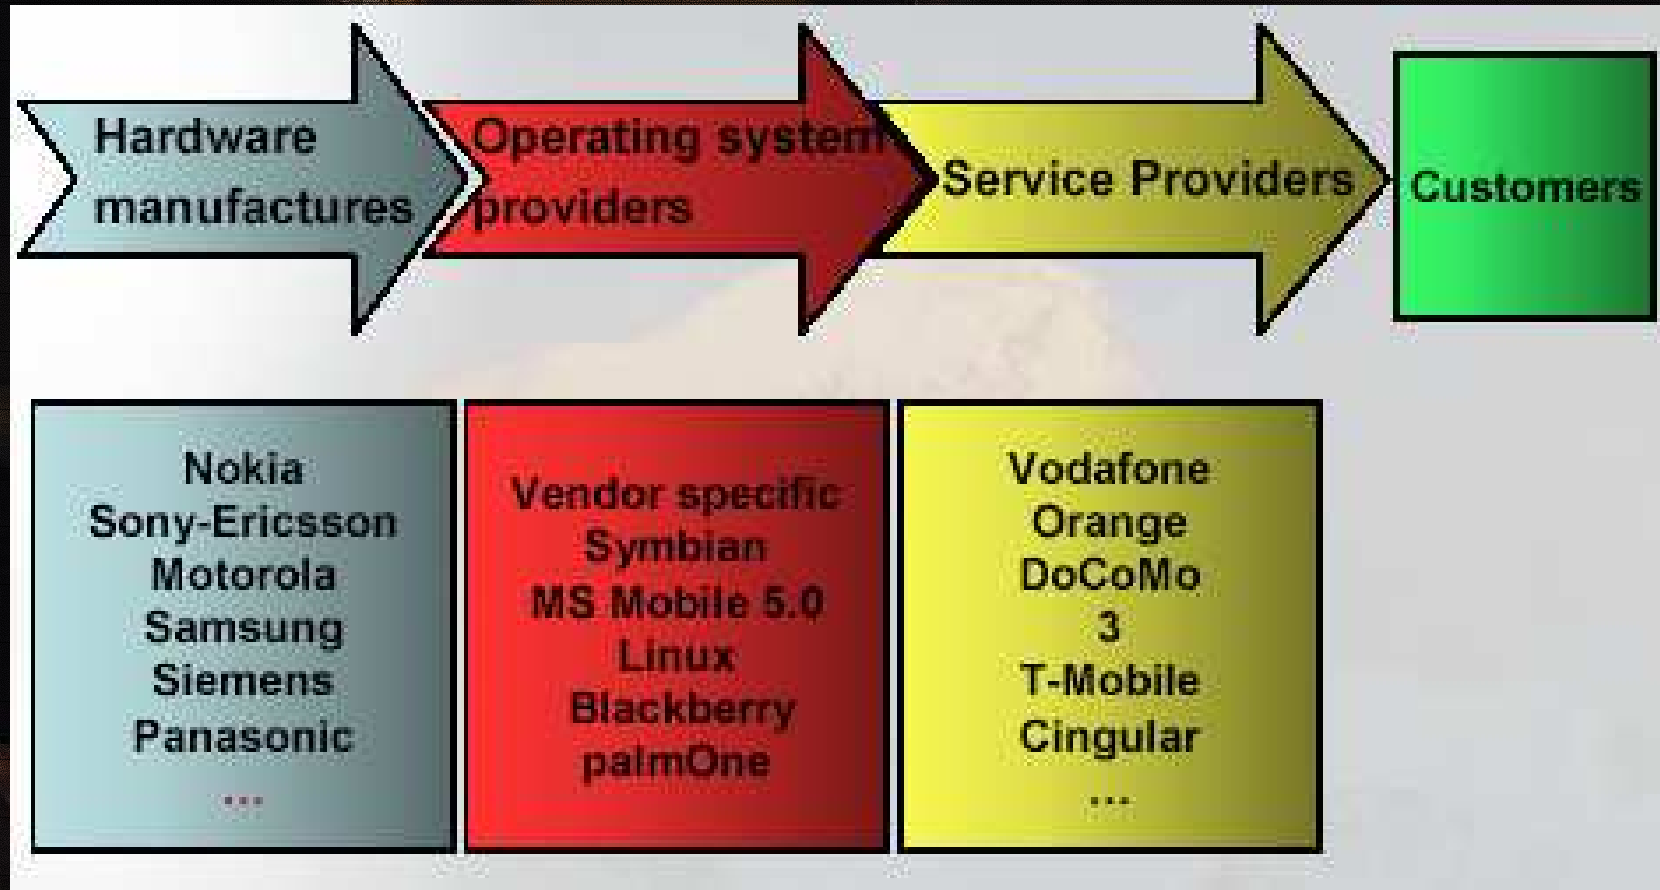 Hardware
manufactures
Operating system
providers
Service Providers
Customers
Nokia
Sony-Ericsson
Motorola
Samsung
Siemens
Panasonic
...
Vendor specific
Symbian
MS Mobile 5.0
Linux
Blackberry
palmOne
Vodafone
Orange
DoCoMo
3
T-Mobile
Cingular
...